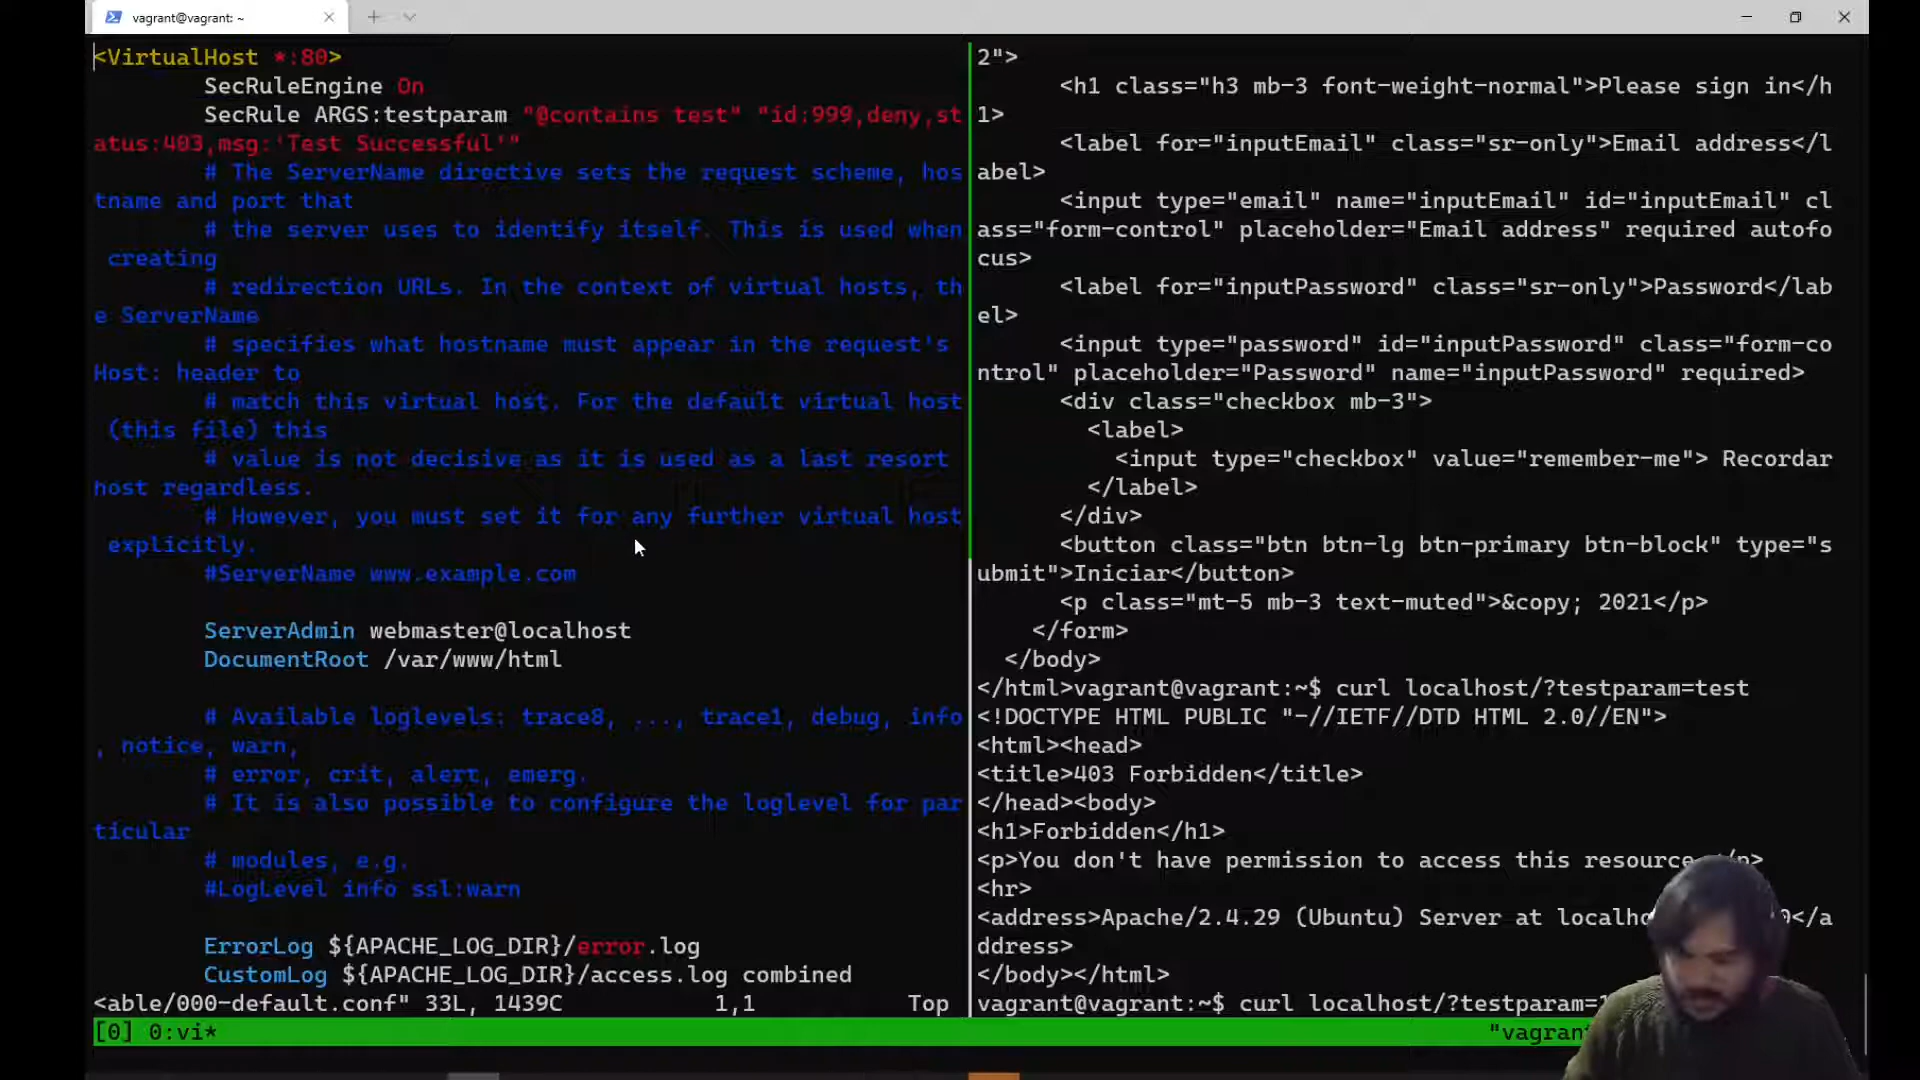 vagrant@vagrant: ~
<VirtualHost *:80>
SecRuleEngine On
SecRule ARGS:testparam "@contains test" "id:999,deny,st
atus:403,msg:'Test Successful'"
# The ServerName directive sets the request scheme, hos
tname and port that
# the server uses to identify itself. This is used when
creating
# redirection URLs. In the context of virtual hosts, th
e ServerName
# specifies what hostname must appear in the request's
Host: header to
# match this virtual host. For the default virtual host
(this file) this
# value is not decisive as it is used as a last resort
host regardless.
# However, you must set it for any further virtual host
explicitly.
#ServerName www.example.com
ServerAdmin webmaster@localhost
DocumentRoot /var/www/html
# Available loglevels: trace8, ..., trace1, debug, info
, notice, warn,
# error, crit, alert, emerg.
# It is also possible to configure the loglevel for par
ticular
# modules, e.g.
#LogLevel info ssl:warn
ErrorLog ${APACHE_LOG_DIR}/error.log
CustomLog ${APACHE_LOG_DIR}/access.log combined
<able/000-default.conf" 33L, 1439C 1,1 Top
2">
<h1 class="h3 mb-3 font-weight-normal">Please sign in</h
1>
<label for="inputEmail" class="sr-only">Email address</l
abel>
<input type="email" name="inputEmail" id="inputEmail" cl
ass="form-control" placeholder="Email address" required autofo
cus>
<label for="inputPassword" class="sr-only">Password</lab
el>
<input type="password" id="inputPassword" class="form-co
ntrol" placeholder="Password" name="inputPassword" required>
<div class="checkbox mb-3">
<label>
<input type="checkbox" value="remember-me"> Recordar
</label>
</div>
<button class="btn btn-lg btn-primary btn-block" type="s
ubmit">Iniciar</button>
<p class="mt-5 mb-3 text-muted">&copy; 2021</p>
</form>
</body>
</html>vagrant@vagrant:~$ curl localhost/?testparam=test
<!DOCTYPE HTML PUBLIC "-//IETF//DTD HTML 2.0//EN">
<html><head>
<title>403 Forbidden</title>
</head><body>
<h1>Forbidden</h1>
<p>You don't have permission to access this resource
<hr>
<address>Apache/2.4.29 (Ubuntu) Server at </a
ddress>
</body></html>
vagrant@vagrant:~$ curl localhost/?testparam=
[0] 0:vi*